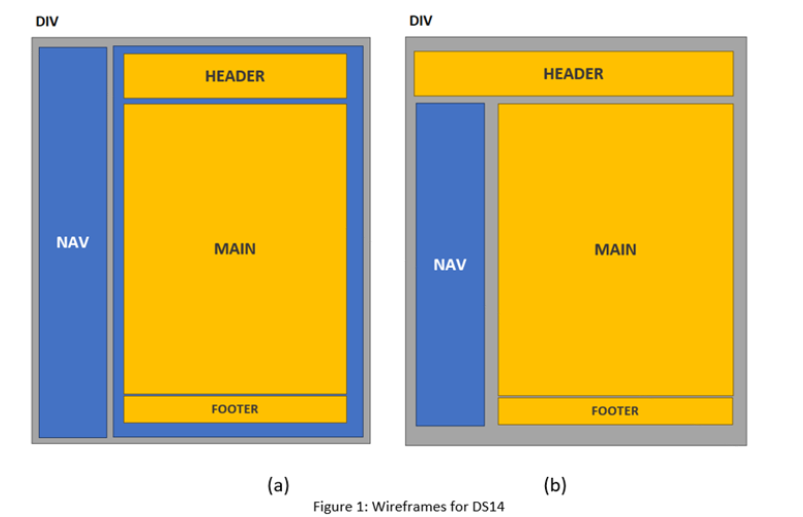 DIV
NAV
HEADER
MAIN
FOOTER
(a)
DIV
HEADER
NAV
MAIN
FOOTER
(b)
Figure 1: Wireframes for DS14